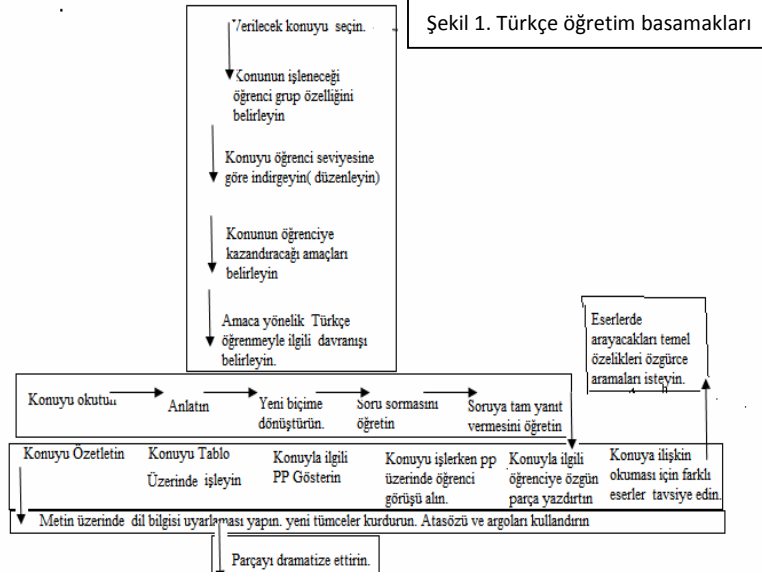 Şekil 1. Türkçe öğretim basamakları
Verilecek konuyu seçin.
Konunun işleneceği
öğrenci grup özelliğini
belirleyin
Konuyu öğrenci seviyesine
göre indirgeyin( düzenleyin)
Konunun öğrenciye
kazandıracağı amaçları
belirleyin
Amaca yönelik Türkçe
öğrenmeyle ilgili davranışı
belirleyin.
Eserlerde
arayacakları temel
özelikleri özgürce
aramaları isteyin.
Konuyu okutun
Anlatın
Yeni biçime
dönüştürün.
Soru sormasını
öğretin
Soruya tam yanıt
vermesini öğretin
Konuyu Özetletin
Konuyu Tablo
Üzerinde işleyin
Konuyla ilgili
PP Gösterin
Konuyu işlerken pp
üzerinde öğrenci
görüşü alın.
Konuyla ilgili
öğrenciye özgün
parça yazdırtın
Konuya ilişkin
okuması için farklı
eserler tavsiye edin.
Metin üzerinde dil bilgisi uyarlaması yapın. yeni tümceler kurdurun. Atasözü ve argoları kullandırın
Parçayı dramatize ettirin.